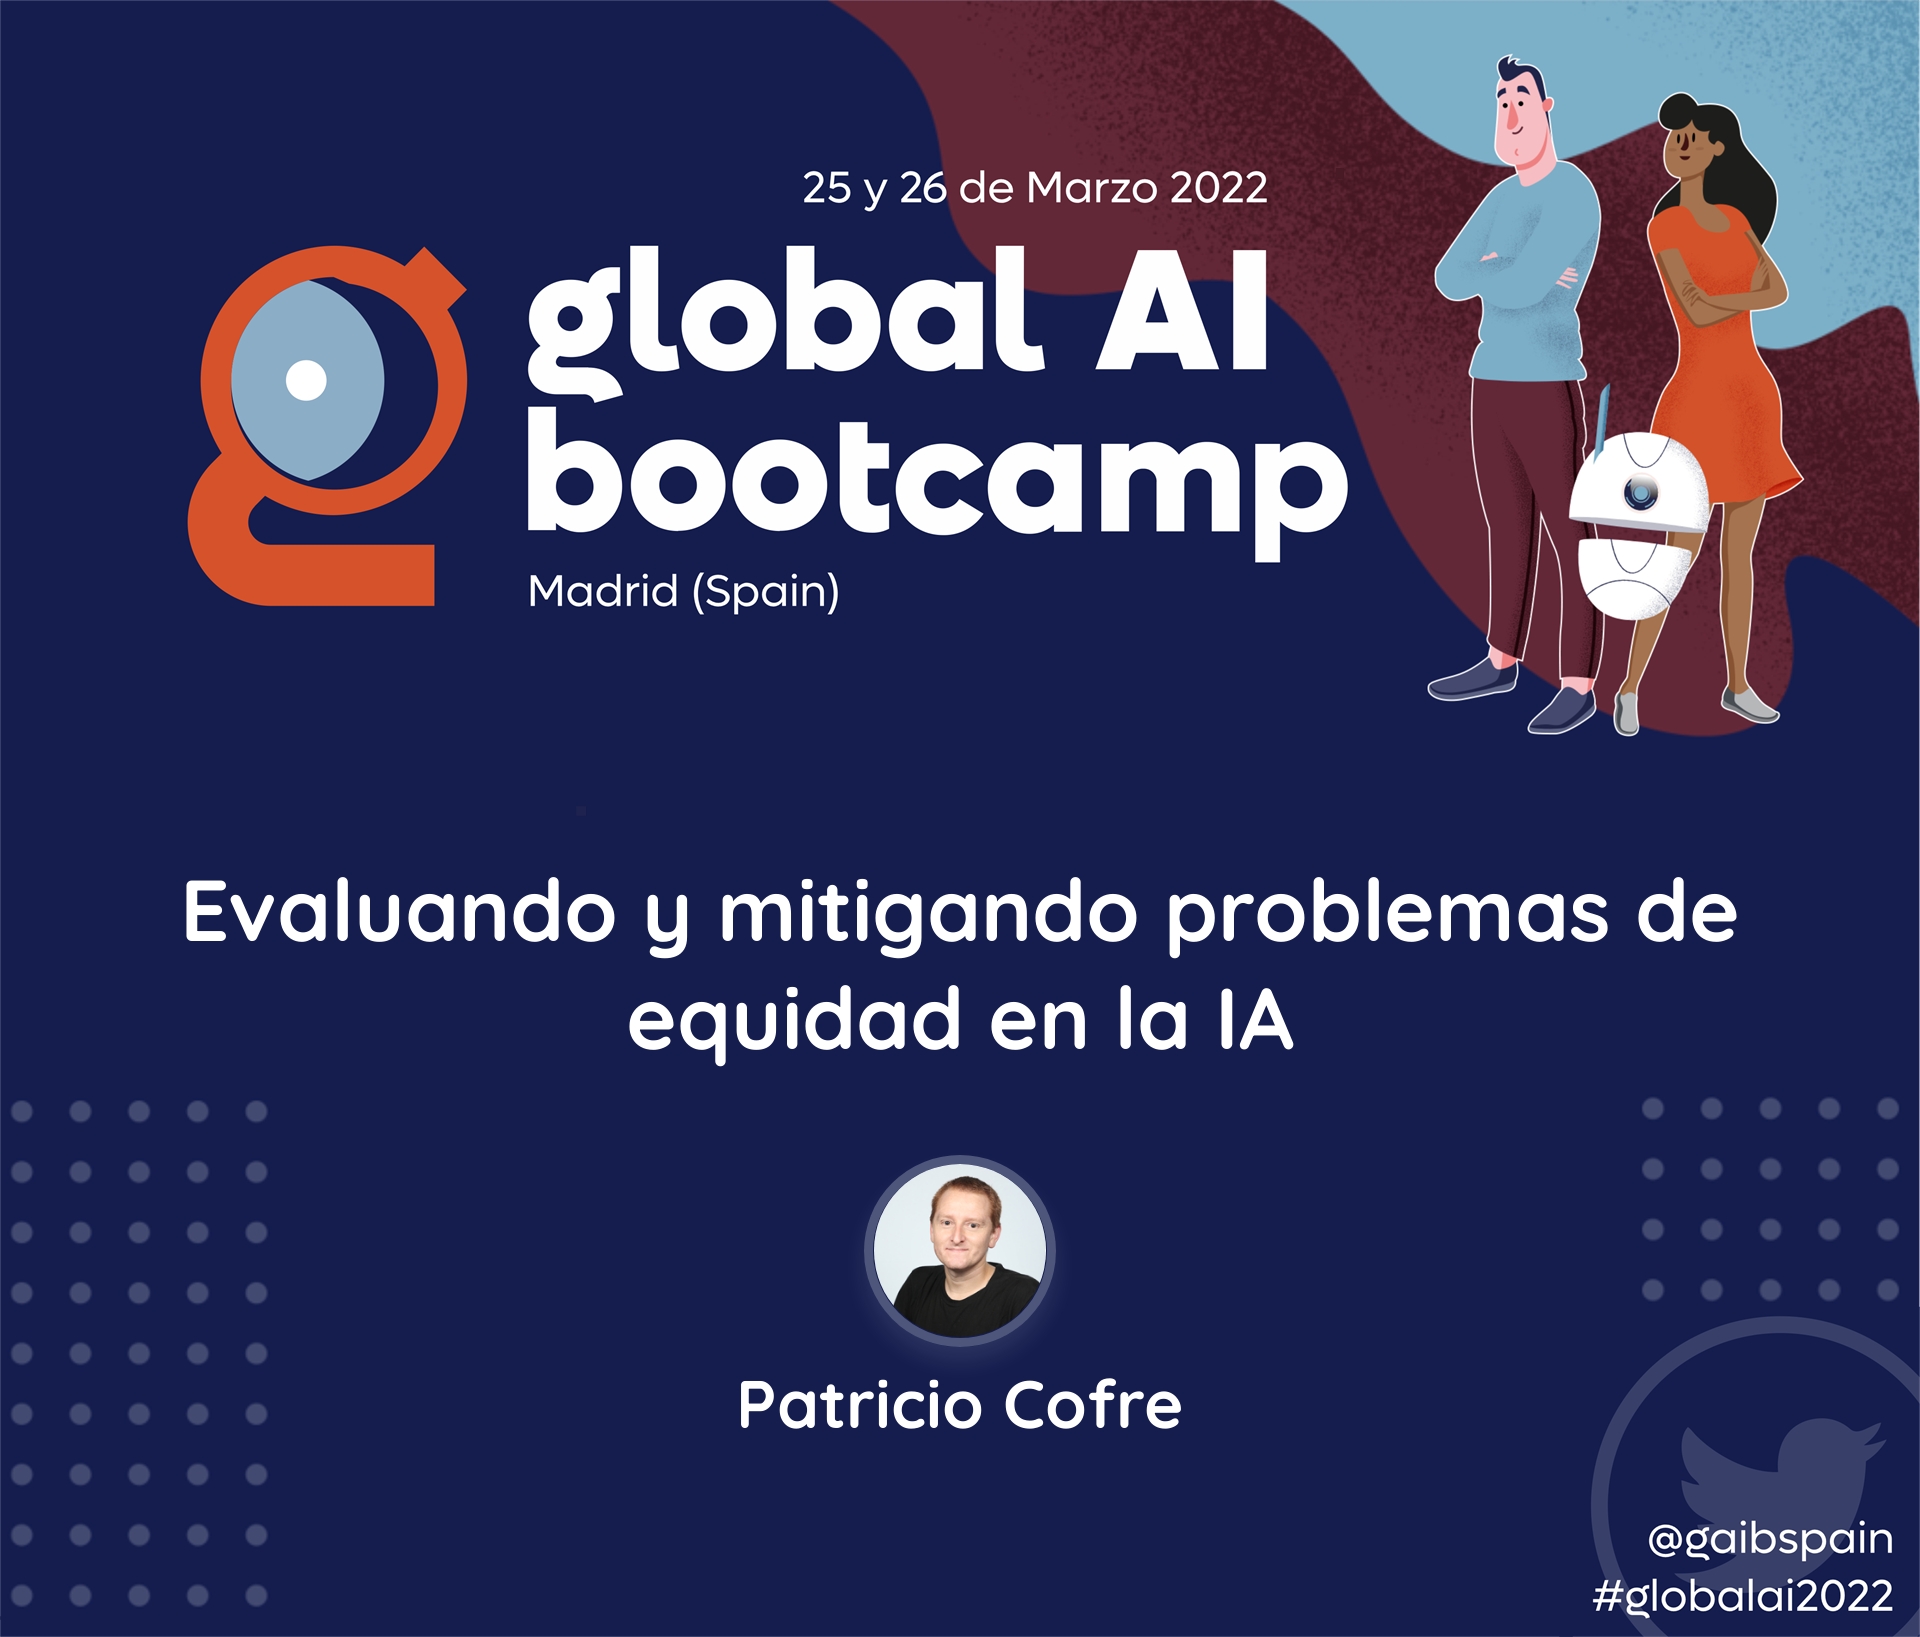 25 y 26 de Marzo 2022
global AI
bootcamp
Madrid (Spain)
Evaluando y mitigando problemas de
equidad en la IA
Patricio Cofre
@gaibspain
#globalai2022